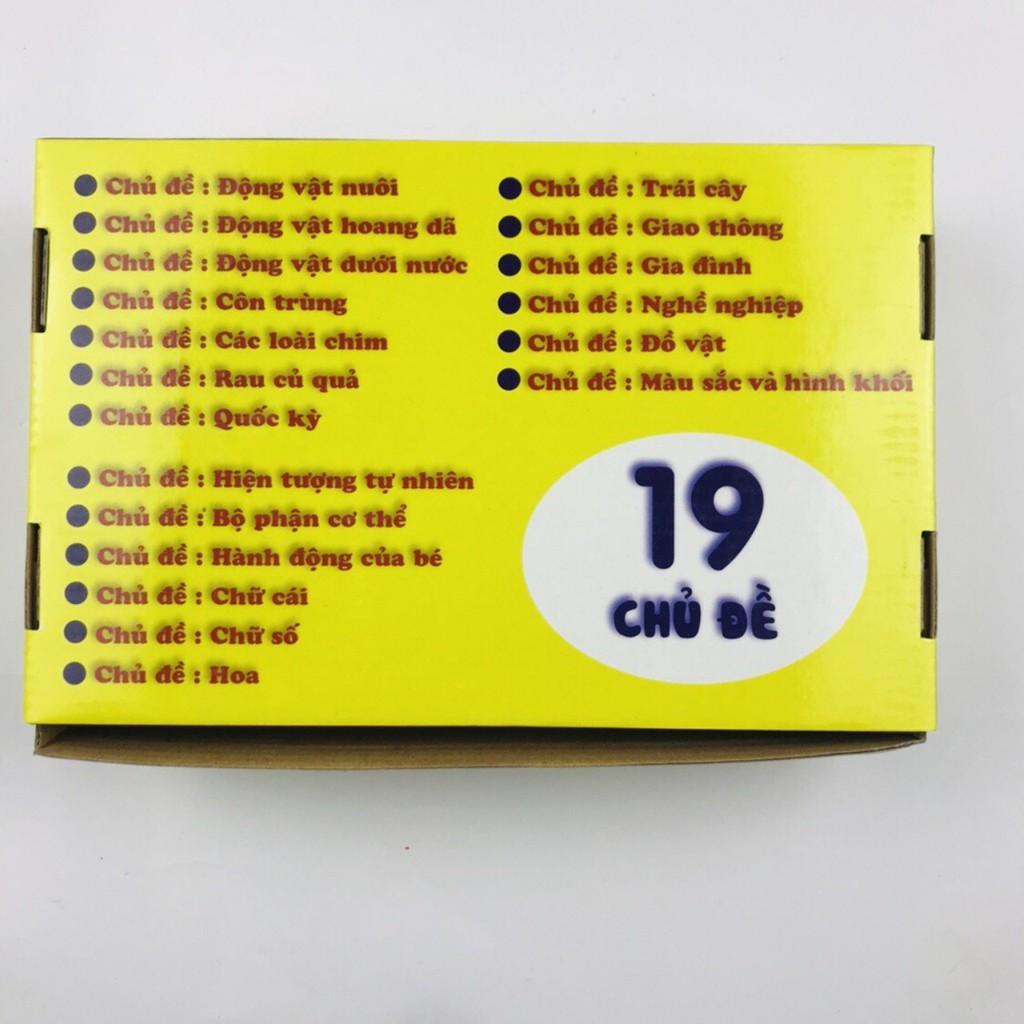 Chủ đề : Động vật nuôi
Chủ đề : Động vật hoang dã
Chủ đề : Động vật dưới nước
Chủ đề : Côn trùng
Chủ đề : Các loài chim
Chủ đề : Rau củ quả
Chủ đề : Quốc kỳ
Chủ đề : Hiện tượng tự nhiên
Chủ đề : Bộ phận cơ thể
Chủ đề : Hành động của bé
Chủ đề : Chữ cái
Chủ đề : Chữ số
Chủ đề : Hoa
Chủ đề : Trái cây
Chủ đề : Giao thông
Chủ đề : Gia đình
Chủ đề : Nghề nghiệp
Chủ đề : Đồ vật
Chủ đề : Màu sắc và hình khối
19
CHỦ ĐỀ